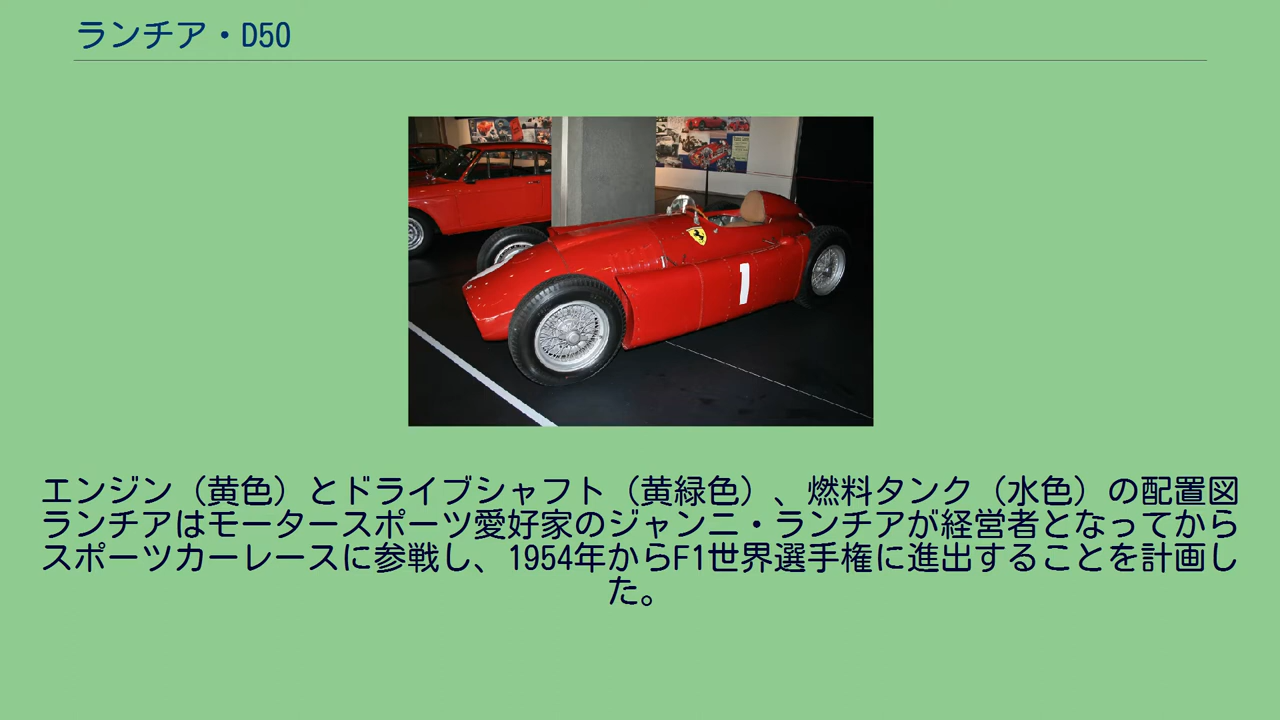 ランチア・D50
1
エンジン（黄色）とドライブシャフト（黄緑色）、燃料タンク（水色）の配置図
ランチアはモータースポーツ愛好家のジャンニ・ランチアが経営者となってから
スポーツカーレースに参戦し、1954年からF1世界選手権に進出することを計画し
た。